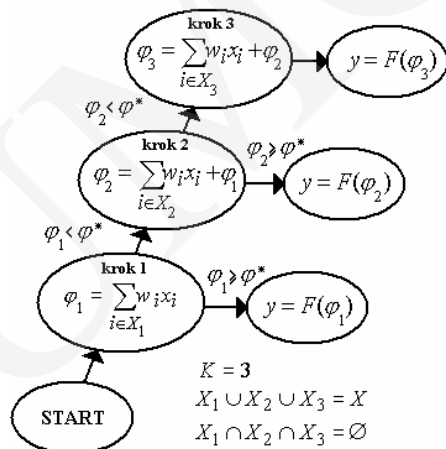 krok 3
φ₃ = ∑ wᵢxᵢ + φ₂
i∈X₃
y = F(φ₃)
φ₂ < φ*
krok 2
φ₂ = ∑ wᵢxᵢ + φ₁
i∈X₂
φ₂ ⩾ φ*
y = F(φ₂)
φ₁ < φ*
krok 1
φ₁ = ∑ wᵢxᵢ
i∈X₁
φ₁ ⩾ φ*
y = F(φ₁)
START
K = 3
X₁ ∪ X₂ ∪ X₃ = X
X₁ ∩ X₂ ∩ X₃ = ∅